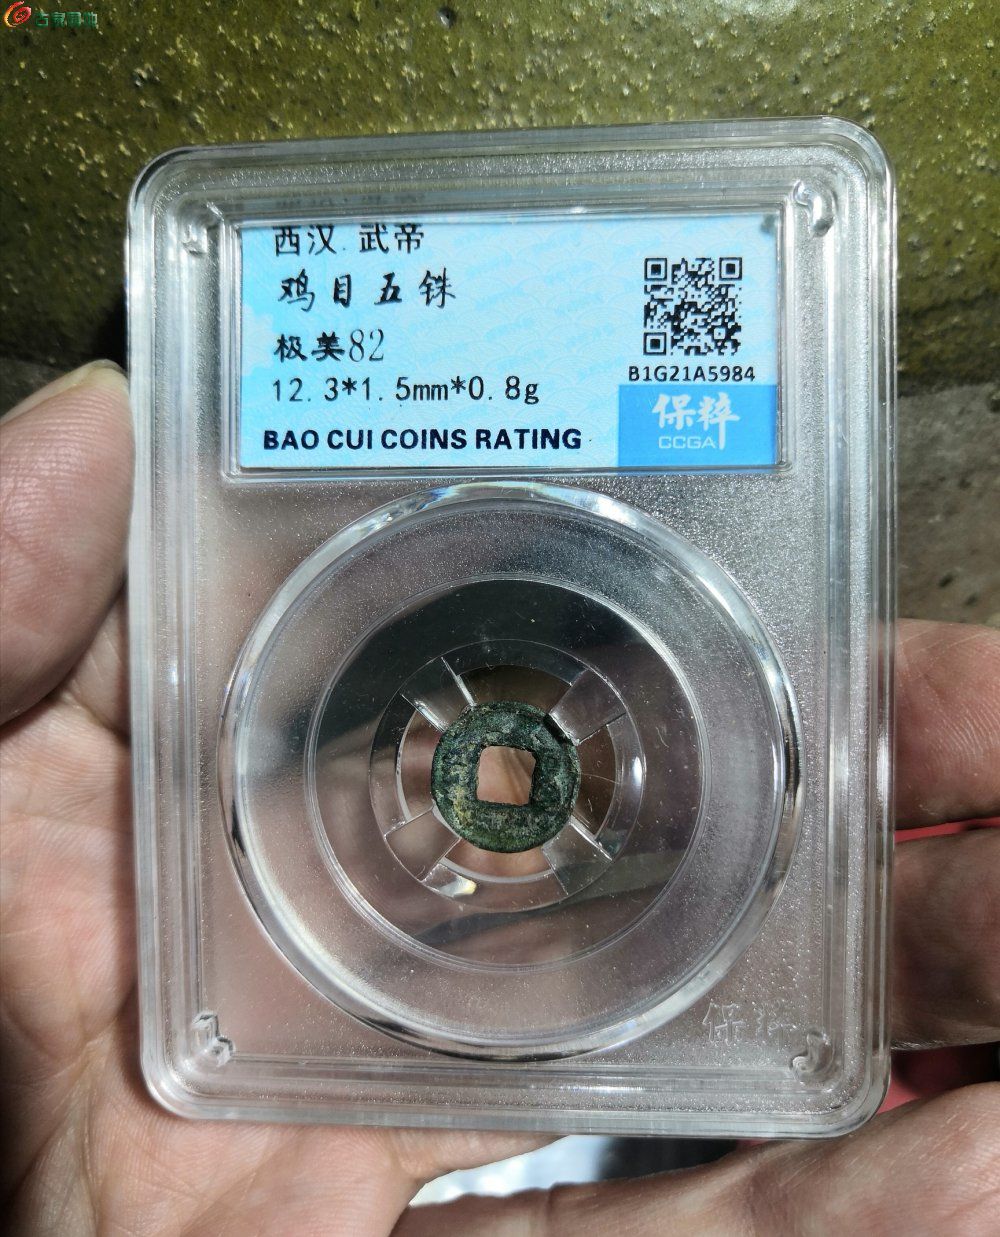 西汉.武帝
鸡目五铢
极美82
12.3*1.5mm*0.8g
BAO CUI COINS RATING
B1G21A5984
保粹
CCGA